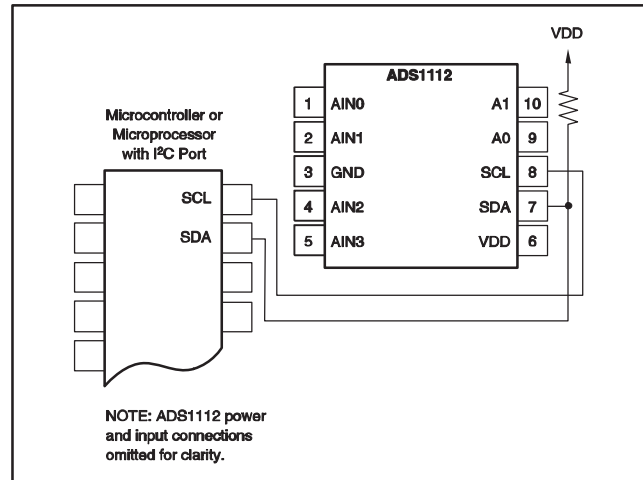 VDD
ADS1112
Microcontroller or
Microprocessor
with I²C Port
SCL
SDA
1 AIN0
2 AIN1
3 GND
4 AIN2
5 AIN3
A1 10
A0 9
SCL 8
SDA 7
VDD 6
NOTE: ADS1112 power
and input connections
omitted for clarity.